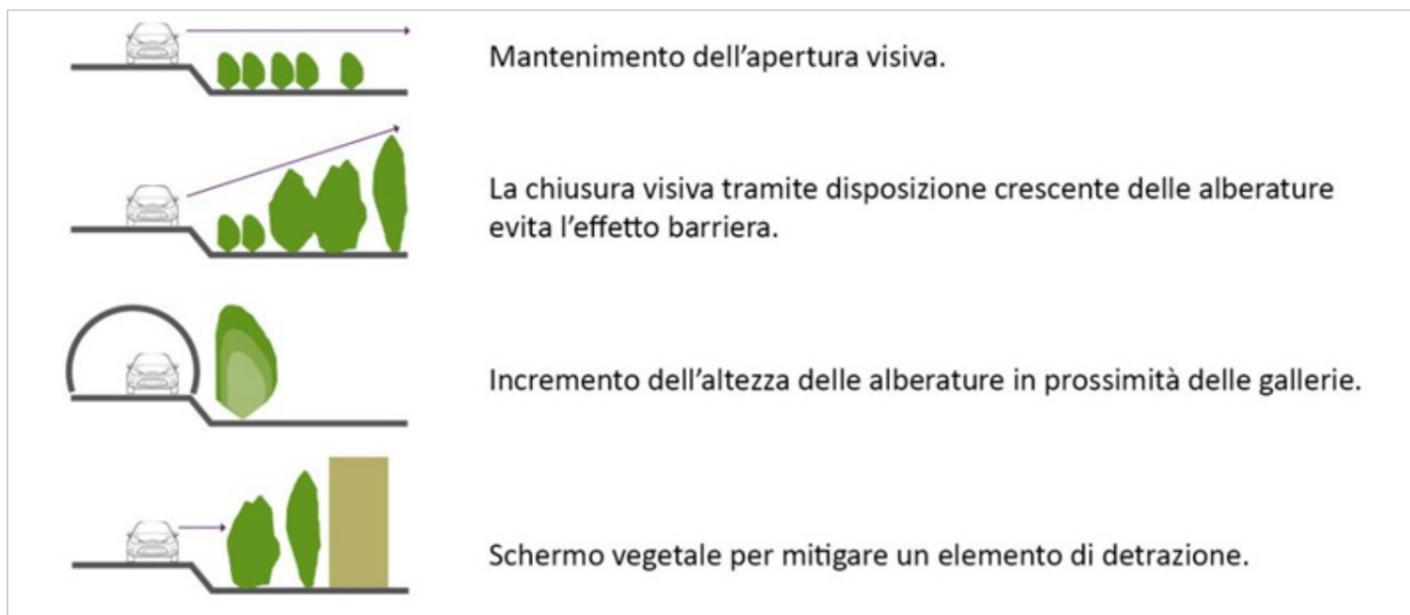 Mantenimento dell'apertura visiva.
La chiusura visiva tramite disposizione crescente delle alberature
evita l'effetto barriera.
Incremento dell'altezza delle alberature in prossimità delle gallerie.
Schermo vegetale per mitigare un elemento di detrazione.